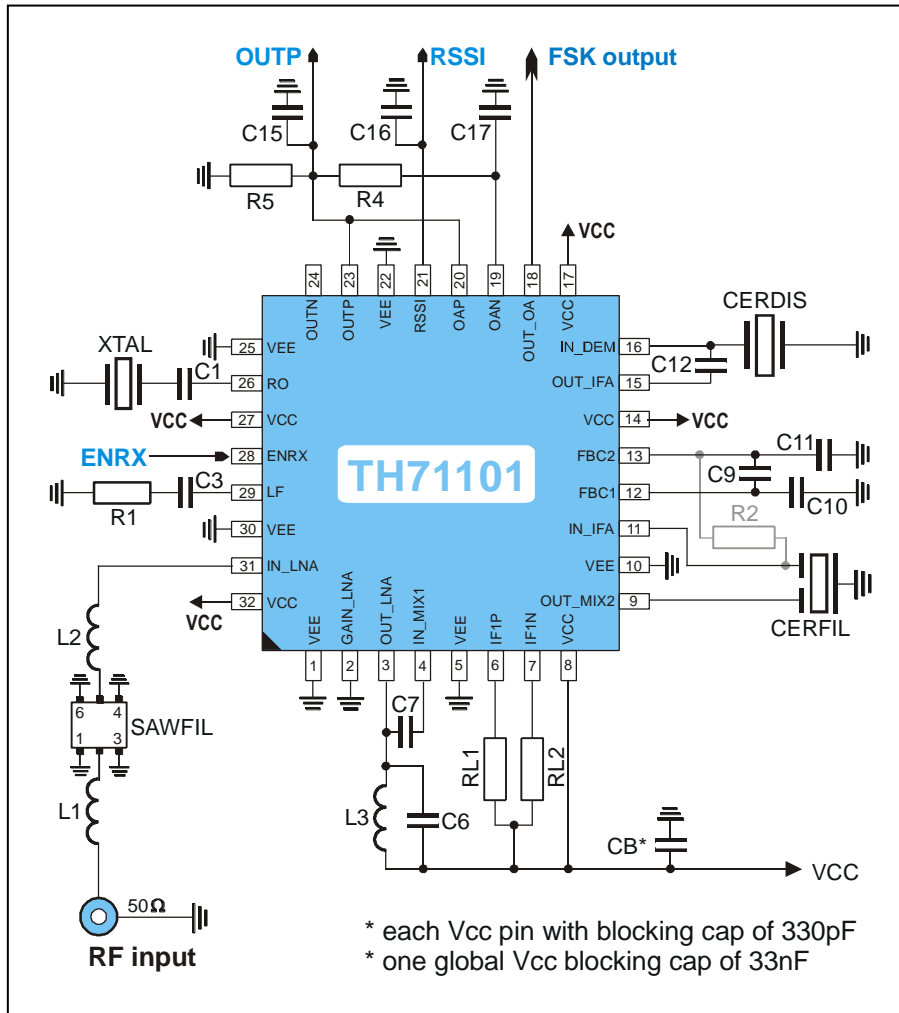 OUTP RSSI FSK output
C15 C16 C17
R5 R4
VCC
24 23 22 21 20 19 18 17
OUTN OUTP VEE RSSI OAP OAN OUT_OA VCC
CERDIS
XTAL
25 VEE IN_DEM 16
C1 C12
26 RO OUT_IFA 15
VCC 27 VCC VCC 14 VCC
ENRX 28 ENRX FBC2 13 C11
TH71101
C3 C9
29 LF FBC1 12 C10
R1
30 VEE IN_IFA 11 R2
31 IN_LNA VEE 10
VCC 32 VCC OUT_MIX2 9
CERFIL
VEE GAIN_LNA OUT_LNA IN_MIX1 VEE IF1P IF1N VCC
1 2 3 4 5 6 7 8
L2
6 4
1 3
SAWFIL
C7
RL1 RL2
L1
L3 C6
CB*
VCC
50Ω
RF input
* each Vcc pin with blocking cap of 330pF
* one global Vcc blocking cap of 33nF